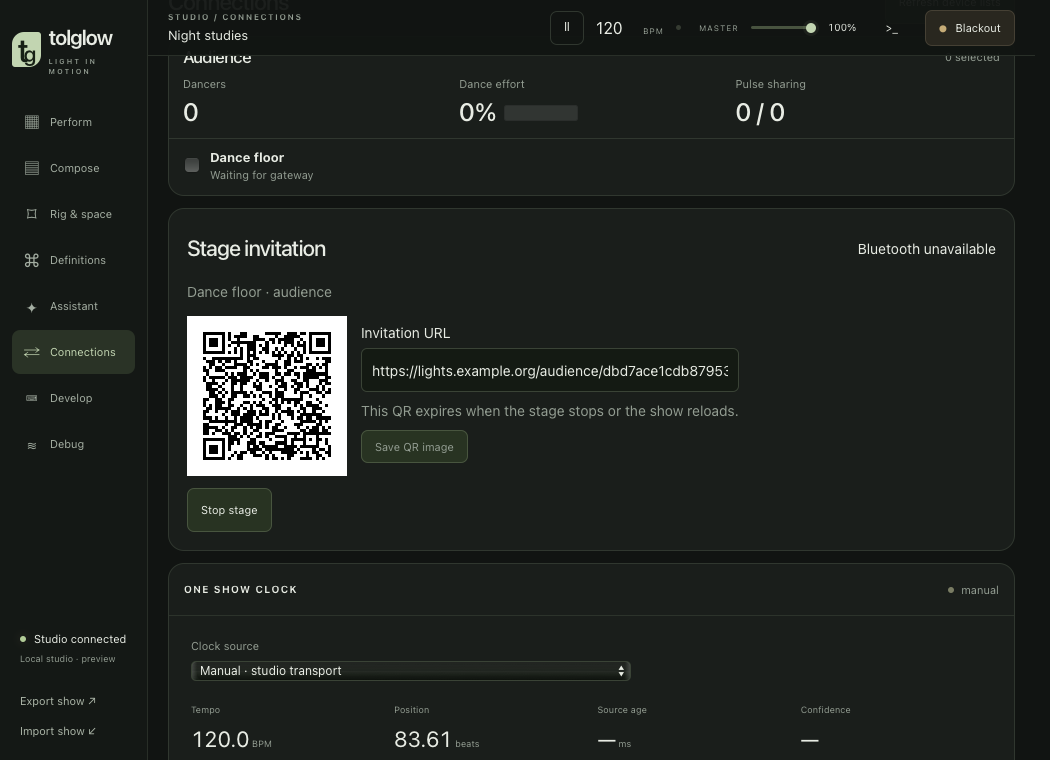 tg
tolglow
LIGHT IN
MOTION
Perform
Compose
Rig & space
Definitions
Assistant
Connections
Develop
Debug
Studio connected
Local studio · preview
Export show ↗
Import show ↙
Connections
STUDIO / CONNECTIONS
Night studies
120 BPM
MASTER
100%
>_
Blackout
Audience
0 selected
Dancers
0
Dance effort
0%
Pulse sharing
0 / 0
Dance floor
Waiting for gateway
Stage invitation
Bluetooth unavailable
Dance floor · audience
Invitation URL
https://lights.example.org/audience/dbd7ace1cdb87953
This QR expires when the stage stops or the show reloads.
Save QR image
Stop stage
ONE SHOW CLOCK
manual
Clock source
Manual · studio transport
Tempo
120.0 BPM
Position
83.61 beats
Source age
— ms
Confidence
—